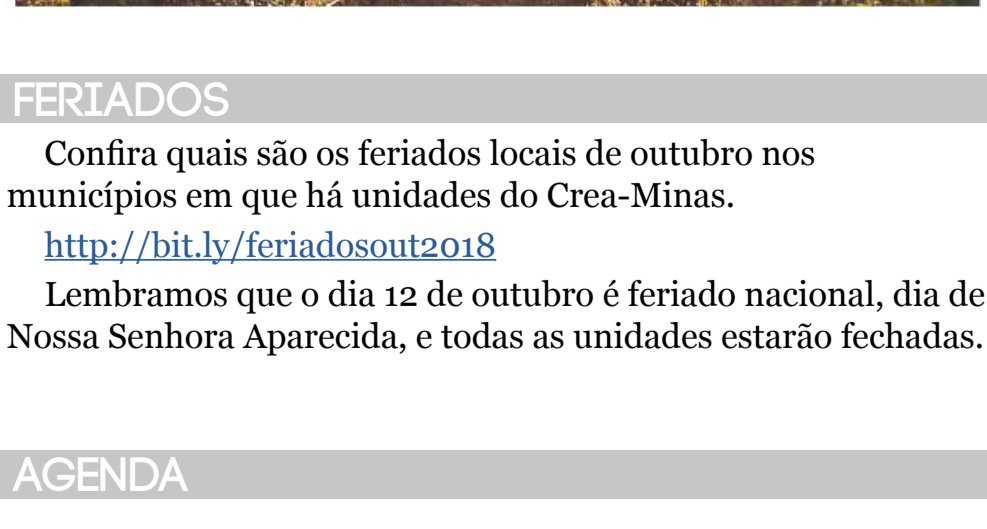 FERIADOS
Confira quais são os feriados locais de outubro nos
municípios em que há unidades do Crea-Minas.
http://bit.ly/feriadosout2018
Lembramos que o dia 12 de outubro é feriado nacional, dia de
Nossa Senhora Aparecida, e todas as unidades estarão fechadas.
AGENDA